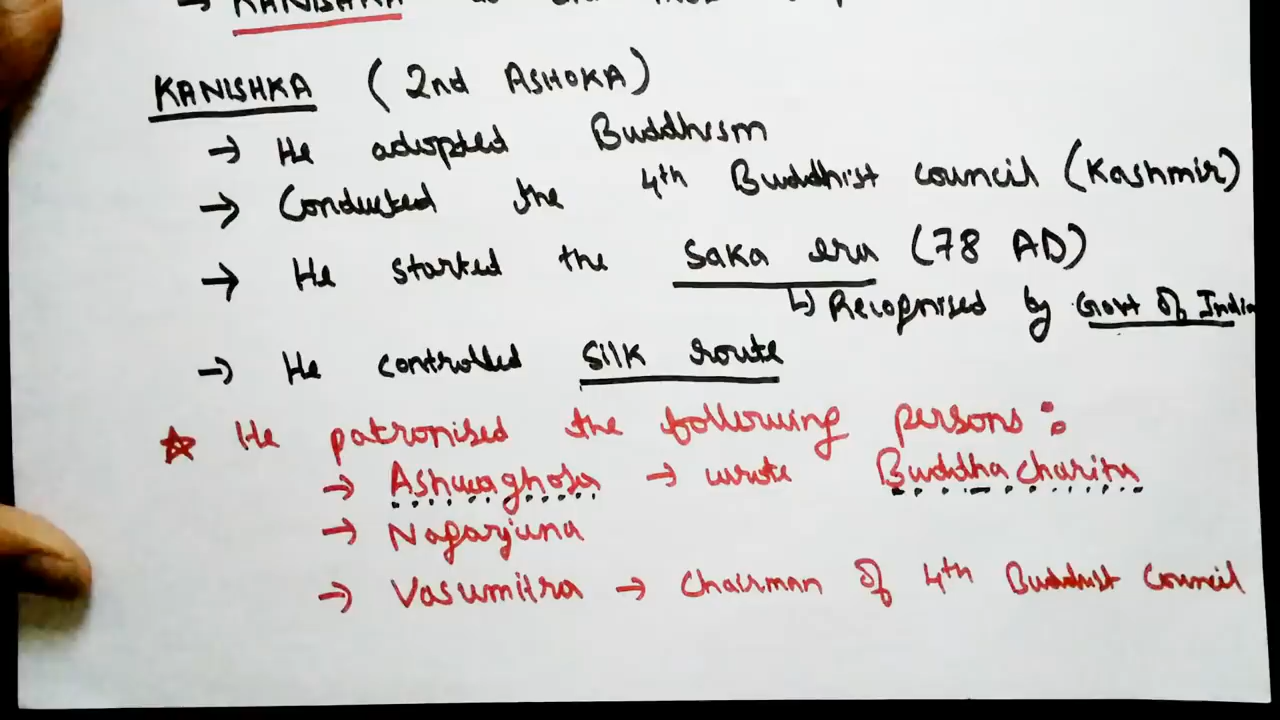 → KANISHKA
KANISHKA (2nd ASHOKA)
→ He adopted Buddhism
→ Conducted the 4th Buddhist council (Kashmir)
→ He started the Saka era (78 AD)
↳ Recognised by Govt of India
→ He controlled Silk route
☆ He patronised the following persons :
→ Ashwaghosa → wrote Buddhacharita
→ Nagarjuna
→ Vasumitra → Chairman of 4th Buddhist Council